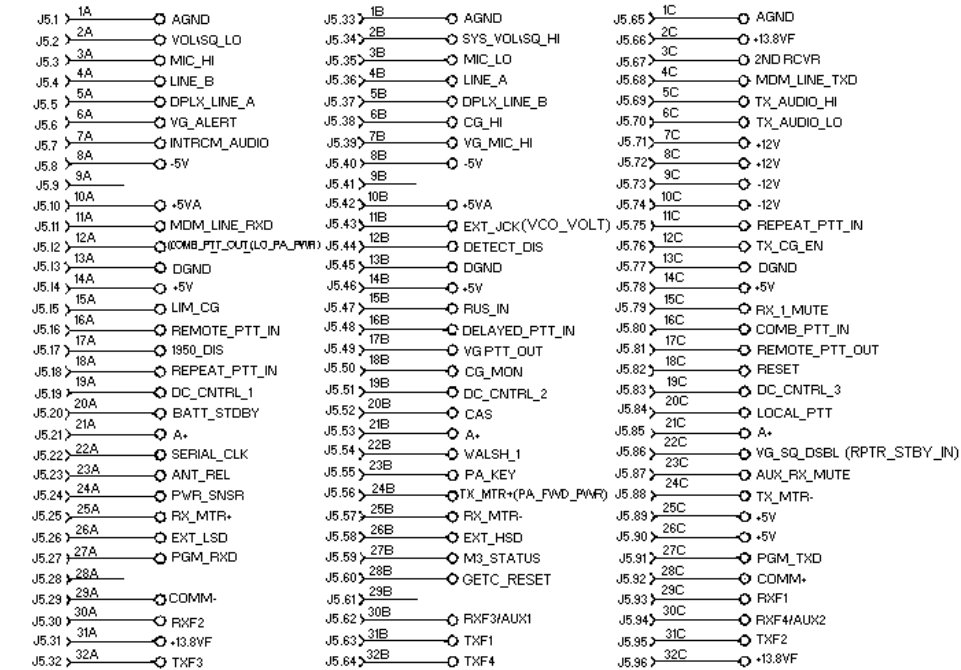 J5.1 1A AGND J5.33 1B AGND J5.65 1C AGND
J5.2 2A VOL\SQ_LO J5.34 2B SYS_VOL\SQ_HI J5.66 2C +13.8VF
J5.3 3A MIC_HI J5.35 3B MIC_LO J5.67 3C 2ND RCVR
J5.4 4A LINE_B J5.36 4B LINE_A J5.68 4C MDM_LINE_TXD
J5.5 5A DPLX_LINE_A J5.37 5B DPLX_LINE_B J5.69 5C TX_AUDIO_HI
J5.6 6A VG_ALERT J5.38 6B CG_HI J5.70 6C TX_AUDIO_LO
J5.7 7A INTRCM_AUDIO J5.39 7B VG_MIC_HI J5.71 7C +12V
J5.8 8A -5V J5.40 8B -5V J5.72 8C +12V
J5.9 9A J5.41 9B J5.73 9C -12V
J5.10 10A +5VA J5.42 10B +5VA J5.74 10C -12V
J5.11 11A MDM_LINE_RXD J5.43 11B EXT_JCK(VCO_VOLT) J5.75 11C REPEAT_PTT_IN
J5.12 12A COMB_PTT_OUT(LO_PA_PWR) J5.44 12B DETECT_DIS J5.76 12C TX_CG_EN
J5.13 13A DGND J5.45 13B DGND J5.77 13C DGND
J5.14 14A +5V J5.46 14B +5V J5.78 14C +5V
J5.15 15A LIM_CG J5.47 15B RUS_IN J5.79 15C RX_1_MUTE
J5.16 16A REMOTE_PTT_IN J5.48 16B DELAYED_PTT_IN J5.80 16C COMB_PTT_IN
J5.17 17A 1950_DIS J5.49 17B VG PTT_OUT J5.81 17C REMOTE_PTT_OUT
J5.18 18A REPEAT_PTT_IN J5.50 18B CG_MON J5.82 18C RESET
J5.19 19A DC_CNTRL_1 J5.51 19B DC_CNTRL_2 J5.83 19C DC_CNTRL_3
J5.20 20A BATT_STDBY J5.52 20B CAS J5.84 20C LOCAL_PTT
J5.21 21A A+ J5.53 21B A+ J5.85 21C A+
J5.22 22A SERIAL_CLK J5.54 22B WALSH_1 J5.86 22C VG_SQ_DSBL (RPTR_STBY_IN)
J5.23 23A ANT_REL J5.55 23B PA_KEY J5.87 23C AUX_RX_MUTE
J5.24 24A PWR_SNSR J5.56 24B TX_MTR+(PA_FWD_PWR) J5.88 24C TX_MTR-
J5.25 25A RX_MTR+ J5.57 25B RX_MTR- J5.89 25C +5V
J5.26 26A EXT_LSD J5.58 26B EXT_HSD J5.90 26C +5V
J5.27 27A PGM_RXD J5.59 27B M3_STATUS J5.91 27C PGM_TXD
J5.28 28A J5.60 28B GETC_RESET J5.92 28C COMM+
J5.29 29A COMM- J5.61 29B J5.93 29C RXF1
J5.30 30A RXF2 J5.62 30B RXF3/AUX1 J5.94 30C RXF4/AUX2
J5.31 31A +13.8VF J5.63 31B TXF1 J5.95 31C TXF2
J5.32 32A TXF3 J5.64 32B TXF4 J5.96 32C +13.8VF